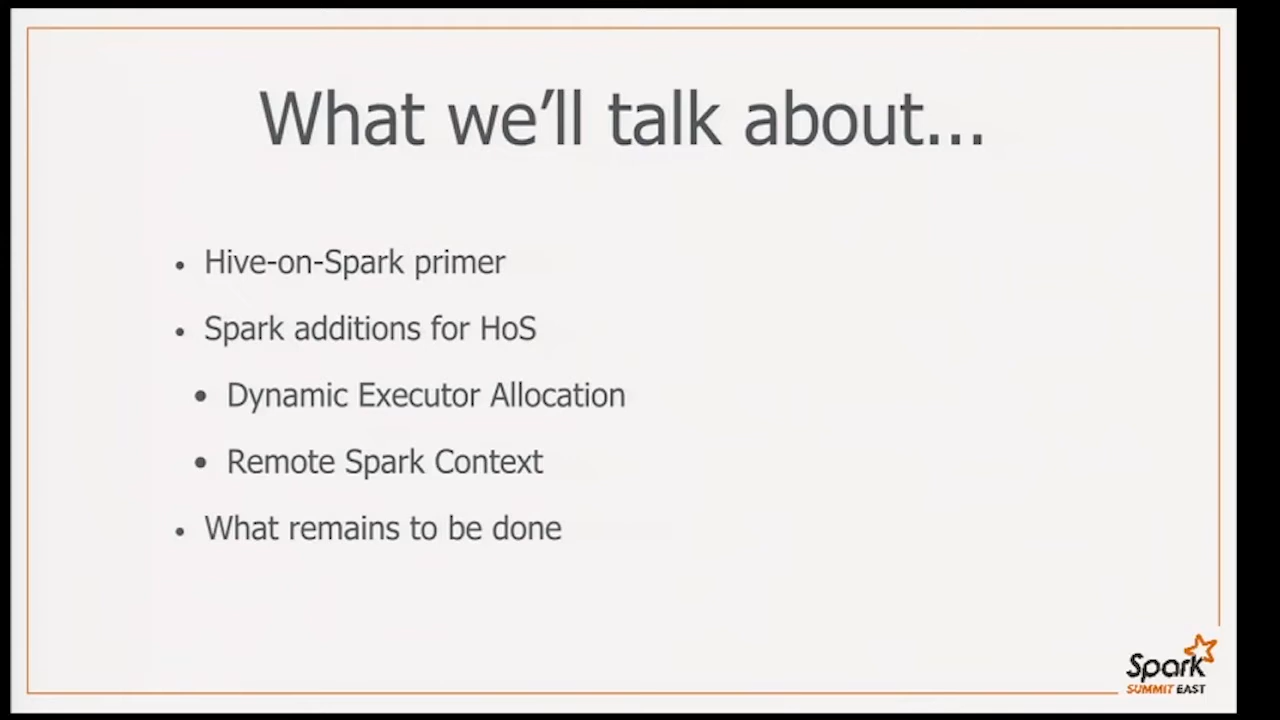 What we’ll talk about...
• Hive-on-Spark primer
• Spark additions for HoS
• Dynamic Executor Allocation
• Remote Spark Context
• What remains to be done
Spark
SUMMIT EAST